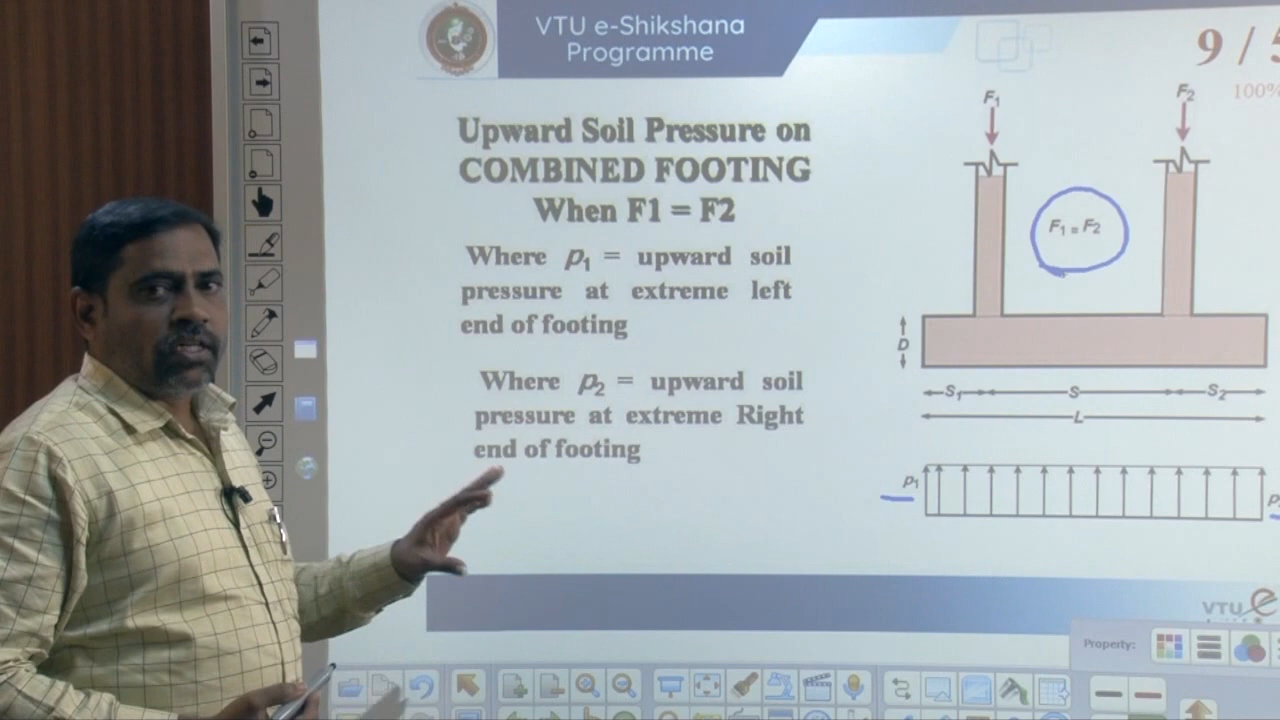 VTU e-Shikshana
Programme
9 / 5
100%
Upward Soil Pressure on
COMBINED FOOTING
When F1 = F2
Where p1 = upward soil
pressure at extreme left
end of footing
Where p2 = upward soil
pressure at extreme Right
end of footing
F1
F2
F1 = F2
D
S1
S
S2
L
p1
p
VTU e
Property: